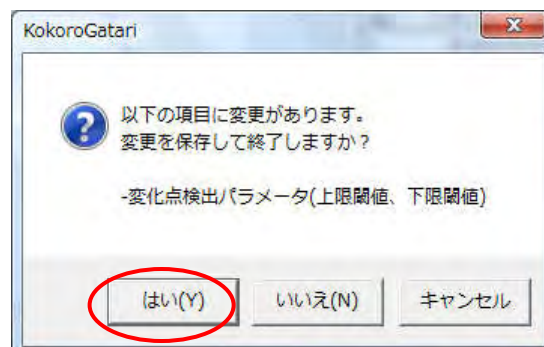 KokoroGatari
以下の項目に変更があります。
変更を保存して終了しますか？
-変化点検出パラメータ(上限閾値、下限閾値)
はい(Y)
いいえ(N)
キャンセル